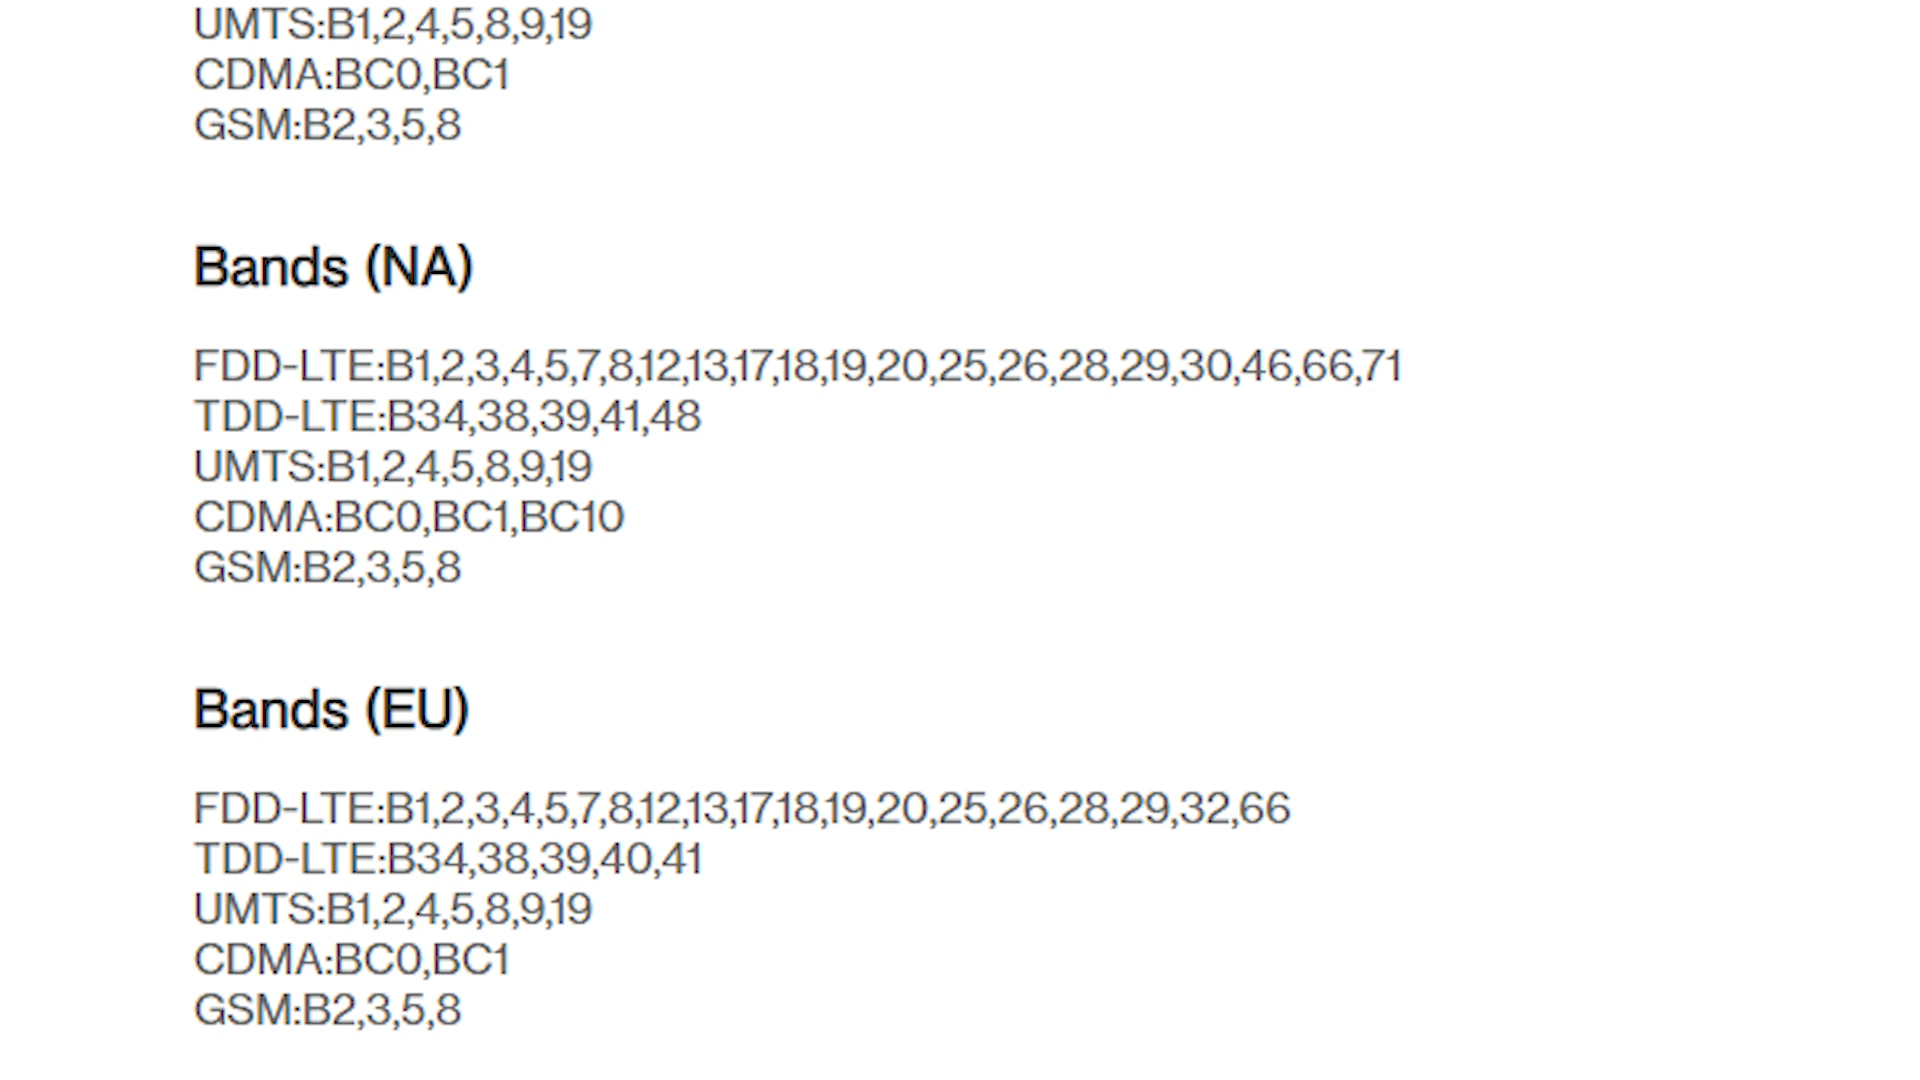 UMTS:B1,2,4,5,8,9,19
CDMA:BC0,BC1
GSM:B2,3,5,8
Bands (NA)
FDD-LTE:B1,2,3,4,5,7,8,12,13,17,18,19,20,25,26,28,29,30,46,66,71
TDD-LTE:B34,38,39,41,48
UMTS:B1,2,4,5,8,9,19
CDMA:BC0,BC1,BC10
GSM:B2,3,5,8
Bands (EU)
FDD-LTE:B1,2,3,4,5,7,8,12,13,17,18,19,20,25,26,28,29,32,66
TDD-LTE:B34,38,39,40,41
UMTS:B1,2,4,5,8,9,19
CDMA:BC0,BC1
GSM:B2,3,5,8